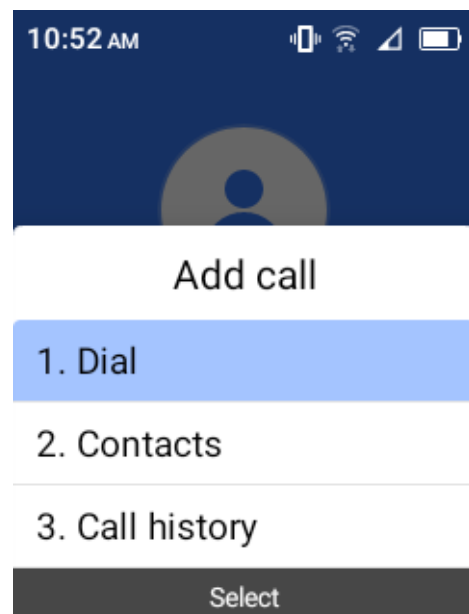 10:52 AM
Add call
1. Dial
2. Contacts
3. Call history
Select